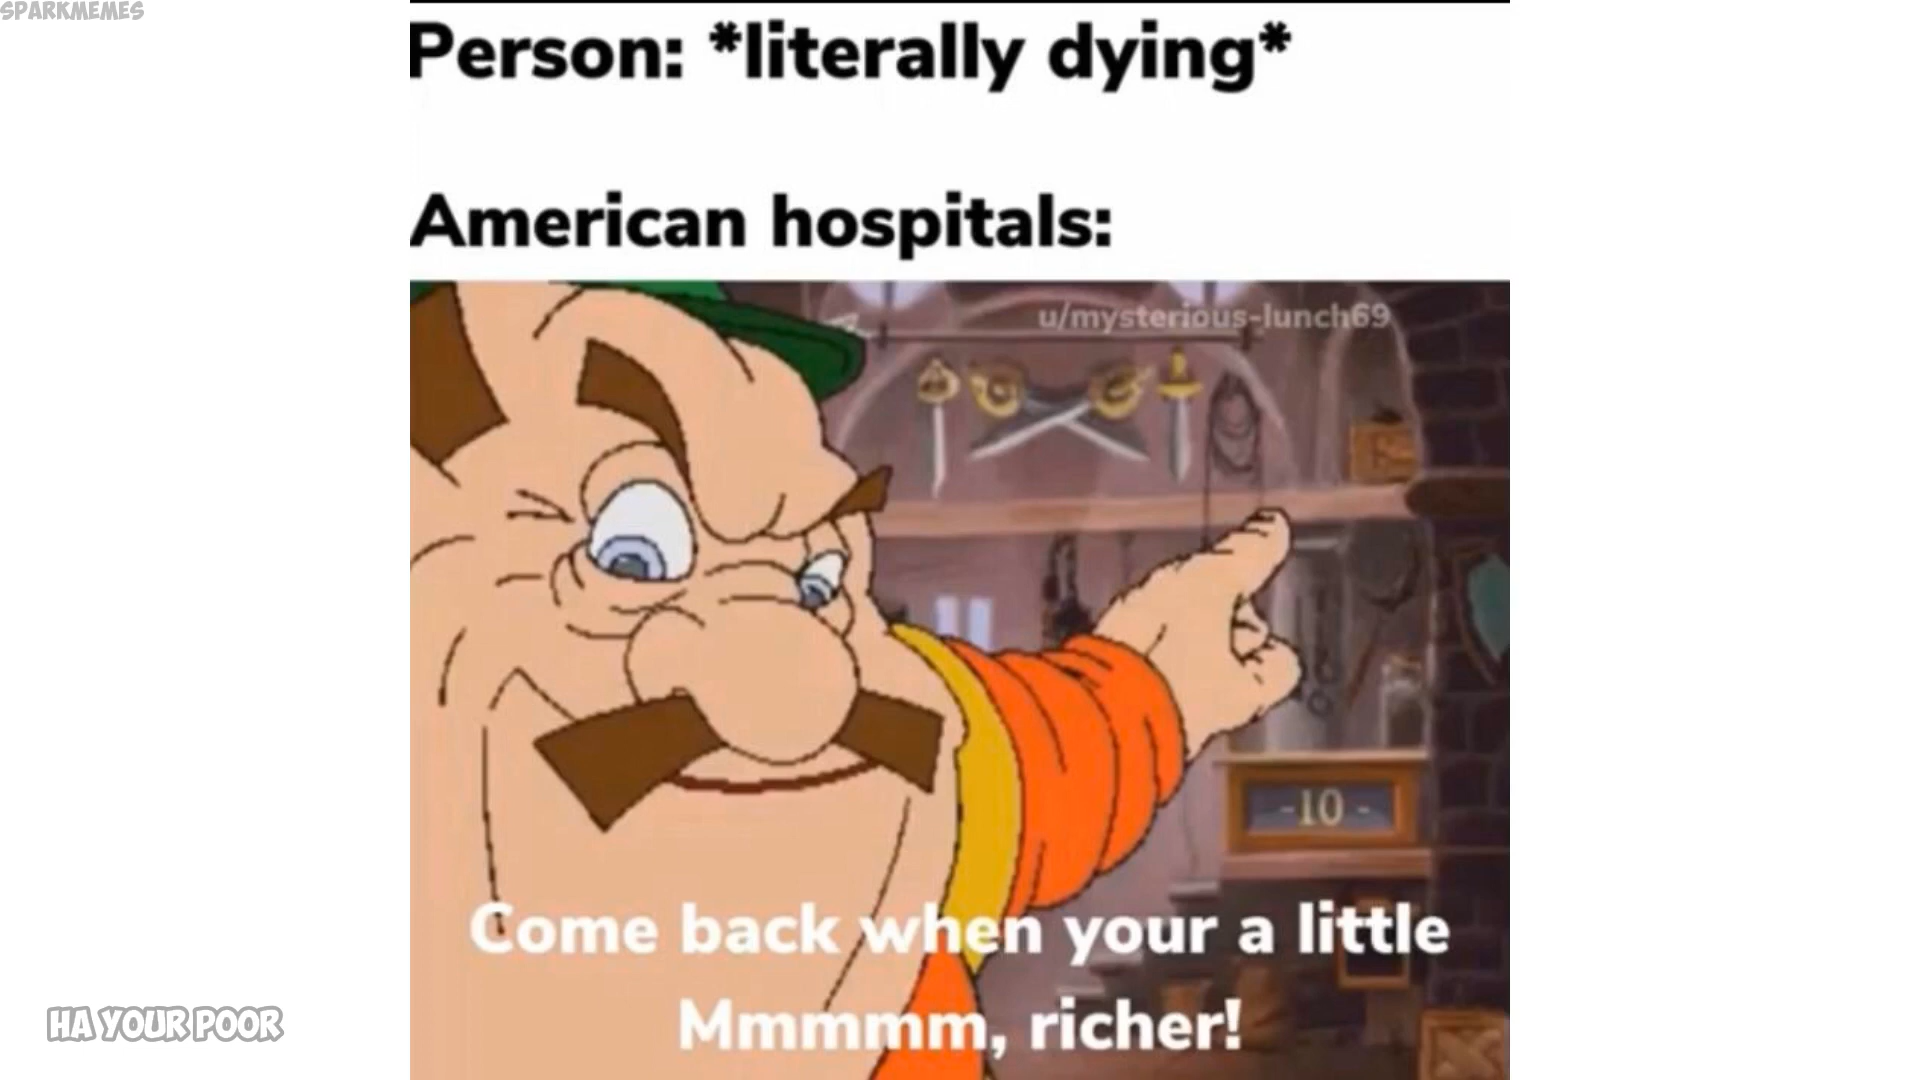 SPARKMEMES
Person: *literally dying*
American hospitals:
u/mysterious-lunch69
-10-
Come back when your a little
Mmmmm, richer!
HA YOUR POOR